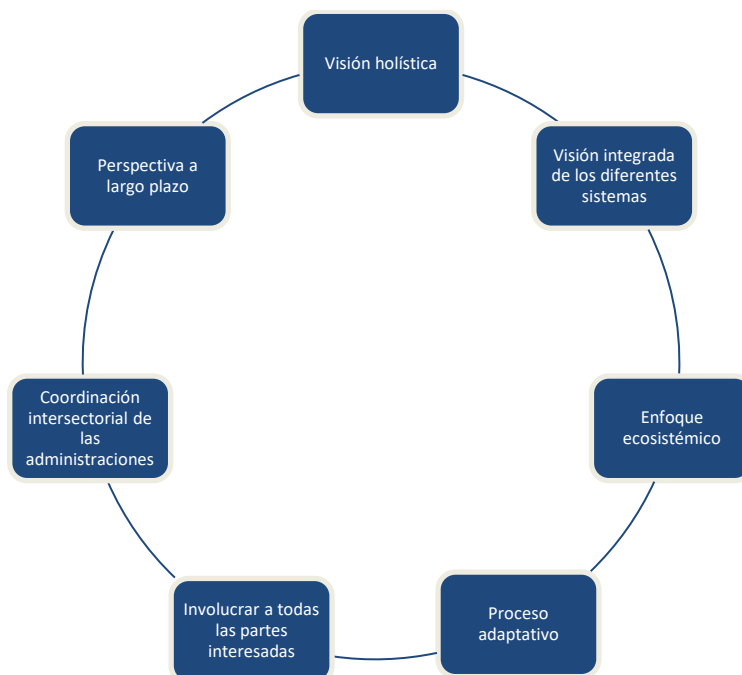 Visión holística
Visión integrada
de los diferentes
sistemas
Enfoque
ecosistémico
Proceso
adaptativo
Involucrar a todas
las partes
interesadas
Coordinación
intersectorial de
las
administraciones
Perspectiva a
largo plazo